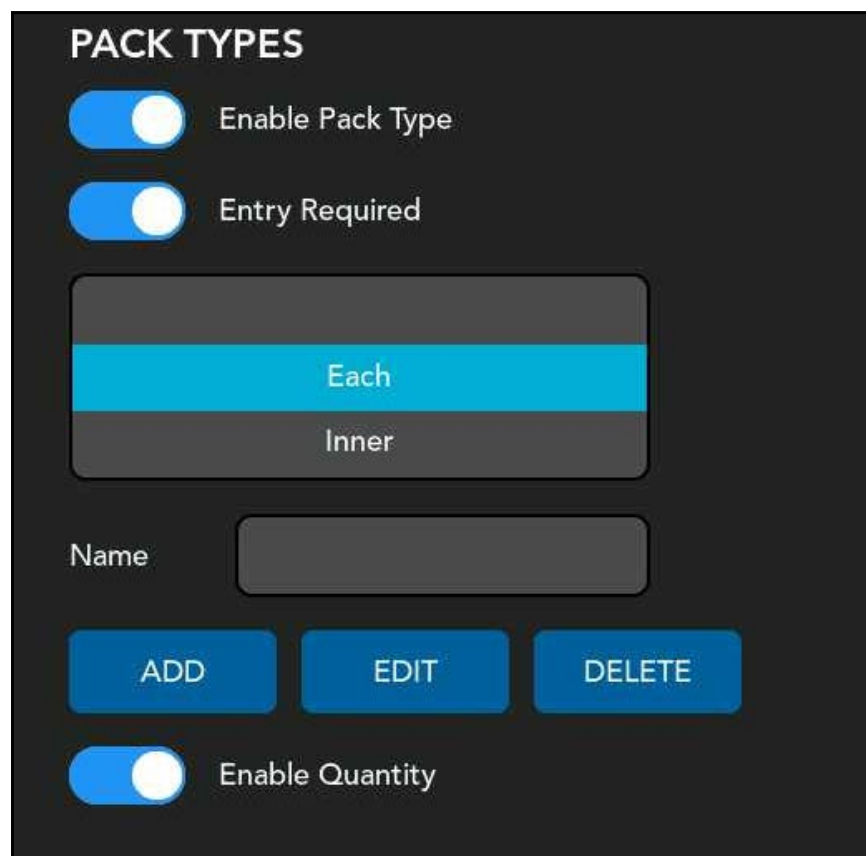 PACK TYPES
Enable Pack Type
Entry Required
Each
Inner
Name
ADD EDIT DELETE
Enable Quantity